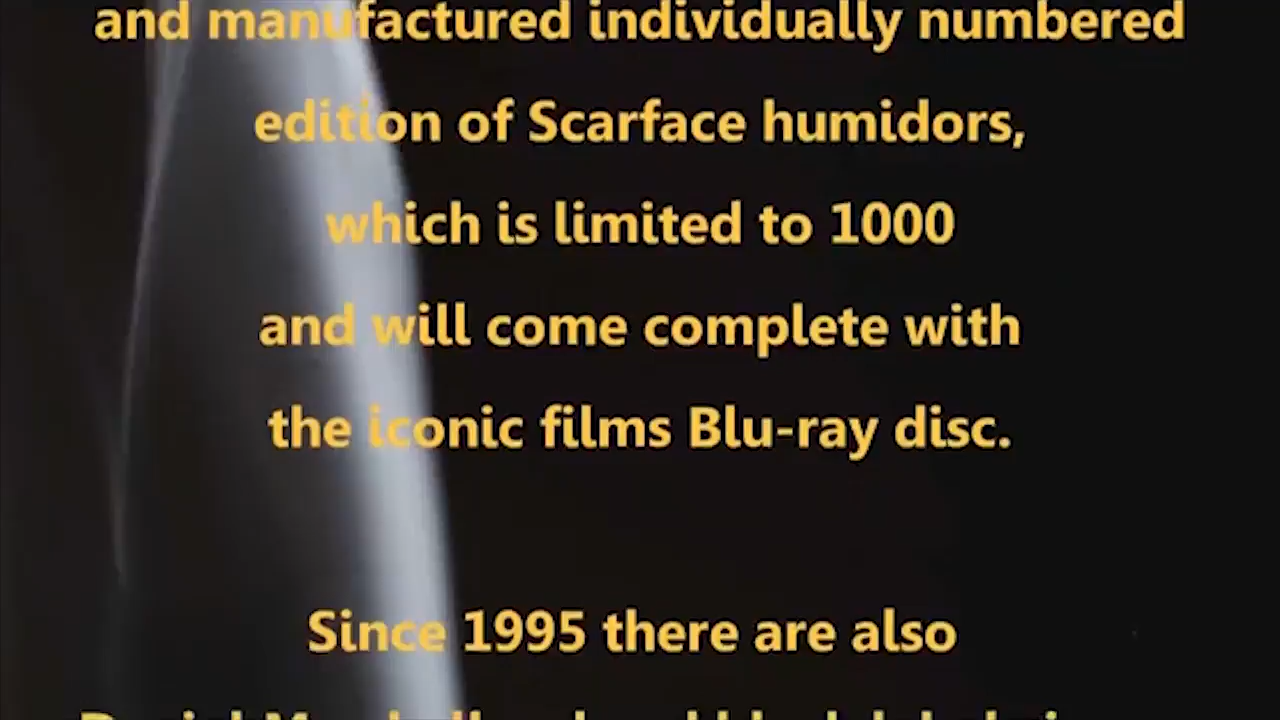 and manufactured individually numbered
edition of Scarface humidors,
which is limited to 1000
and will come complete with
the iconic films Blu-ray disc.
Since 1995 there are also